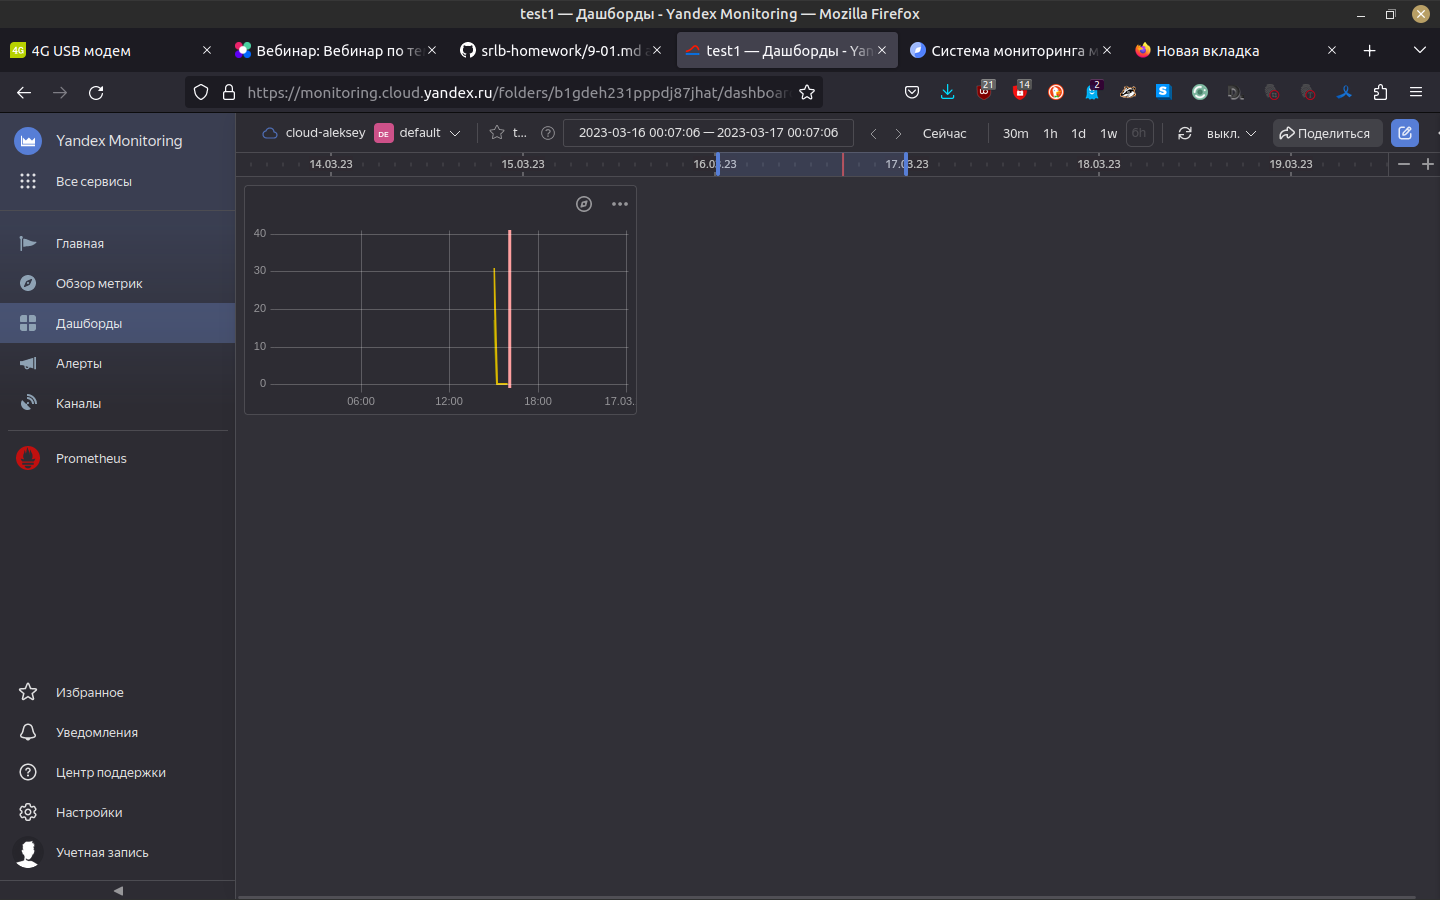 test1 — Дашборды - Yandex Monitoring — Mozilla Firefox
4G 4G USB модем
Вебинар: Вебинар по те
srlb-homework/9-01.md a
test1 — Дашборды - Yan
Система мониторинга м
Новая вкладка
https://monitoring.cloud.yandex.ru/folders/b1gdeh231pppdj87jhat/dashboar
21
14
2
S
Yandex Monitoring
cloud-aleksey DE default
t...
2023-03-16 00:07:06 — 2023-03-17 00:07:06
Сейчас
30m 1h 1d 1w 6h
выкл.
Поделиться
14.03.23 15.03.23 16.03.23 17.03.23 18.03.23 19.03.23
Все сервисы
Главная
Обзор метрик
Дашборды
Алерты
Каналы
Prometheus
40
30
20
10
0
06:00 12:00 18:00 17.03.
Избранное
Уведомления
Центр поддержки
Настройки
Учетная запись